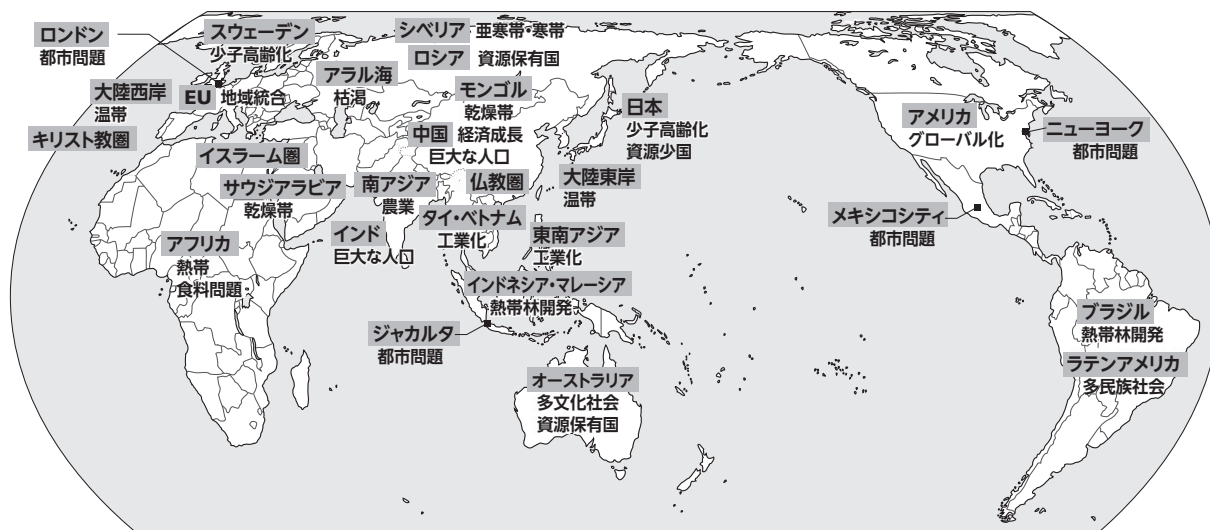 ロンドン
都市問題
スウェーデン
少子高齢化
シベリア 亜寒帯・寒帯
ロシア 資源保有国
アラル海
枯渇
大陸西岸
温帯
EU 地域統合
キリスト教圏
モンゴル
乾燥帯
中国 経済成長
巨大な人口
日本
少子高齢化
資源少国
アメリカ
グローバル化
ニューヨーク
都市問題
イスラーム圏
サウジアラビア
乾燥帯
南アジア
農業
仏教圏
大陸東岸
温帯
メキシコシティ
都市問題
アフリカ
熱帯
食料問題
インド
巨大な人口
タイ・ベトナム
工業化
東南アジア
工業化
インドネシア・マレーシア
熱帯林開発
ジャカルタ
都市問題
ブラジル
熱帯林開発
ラテンアメリカ
多民族社会
オーストラリア
多文化社会
資源保有国